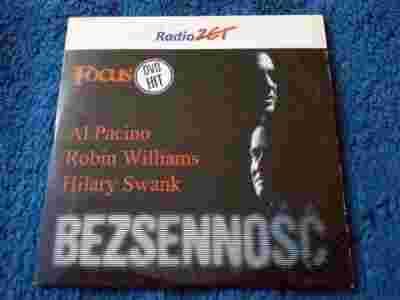 Radio ZET
Focus
DVD
HIT
Al Pacino
Robin Williams
Hilary Swank
BEZSENNOŚĆ